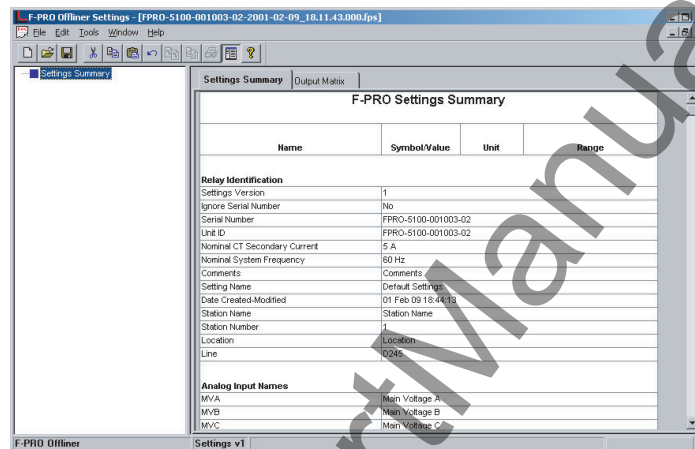 F-PRO Offliner Settings - [FPRO-5100-001003-02-2001-02-09_18.11.43.000.fps]
File Edit Tools Window Help
Settings Summary
Settings Summary Output Matrix
F-PRO Settings Summary
Name Symbol/Value Unit Range
Relay Identification
Settings Version 1
Ignore Serial Number No
Serial Number FPRO-5100-001003-02
Unit ID FPRO-5100-001003-02
Nominal CT Secondary Current 5 A
Nominal System Frequency 60 Hz
Comments Comments
Setting Name Default Settings
Date Created-Modified 01 Feb 09 18:44:13
Station Name Station Name
Station Number 1
Location Location
Line D245
Analog Input Names
MVA Main Voltage A
MVB Main Voltage B
MVC Main Voltage C
F-PRO Offliner Settings v1